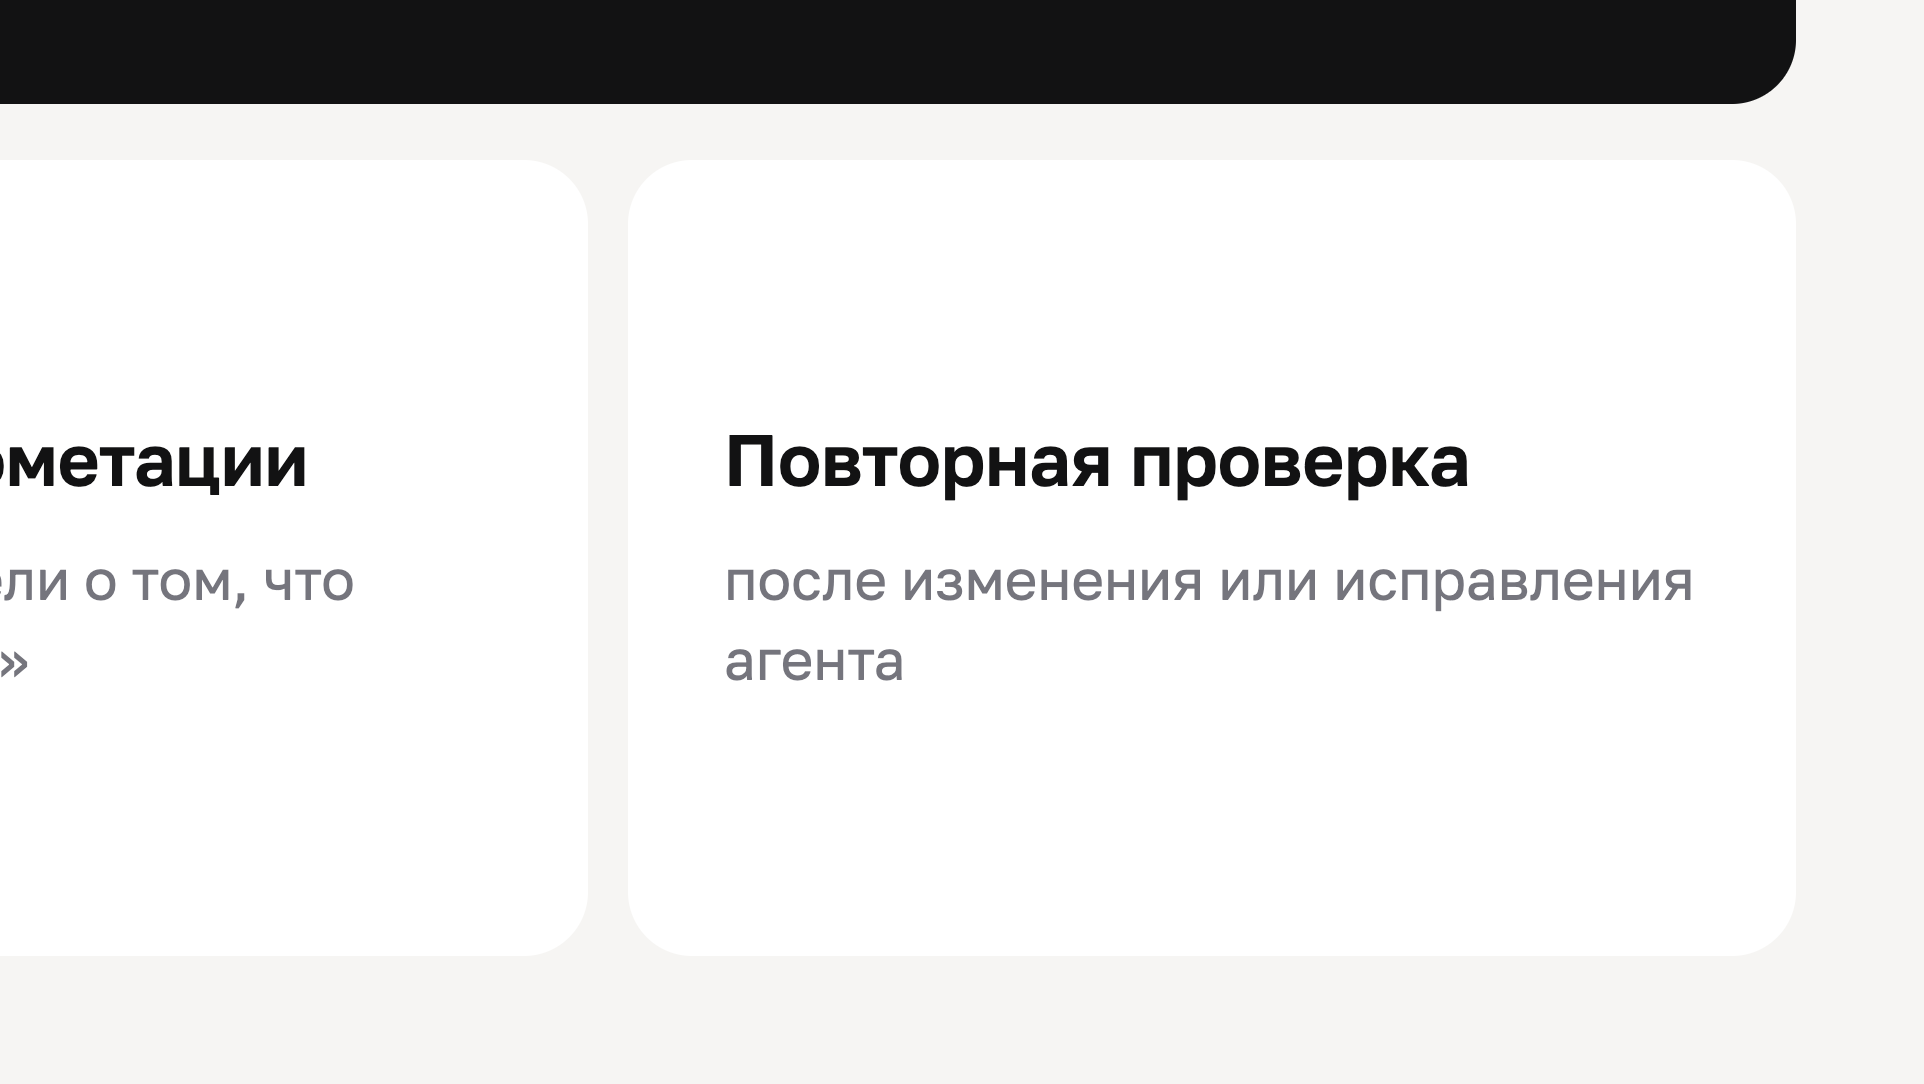 ометации
ели о том, что
»
Повторная проверка
после изменения или исправления
агента